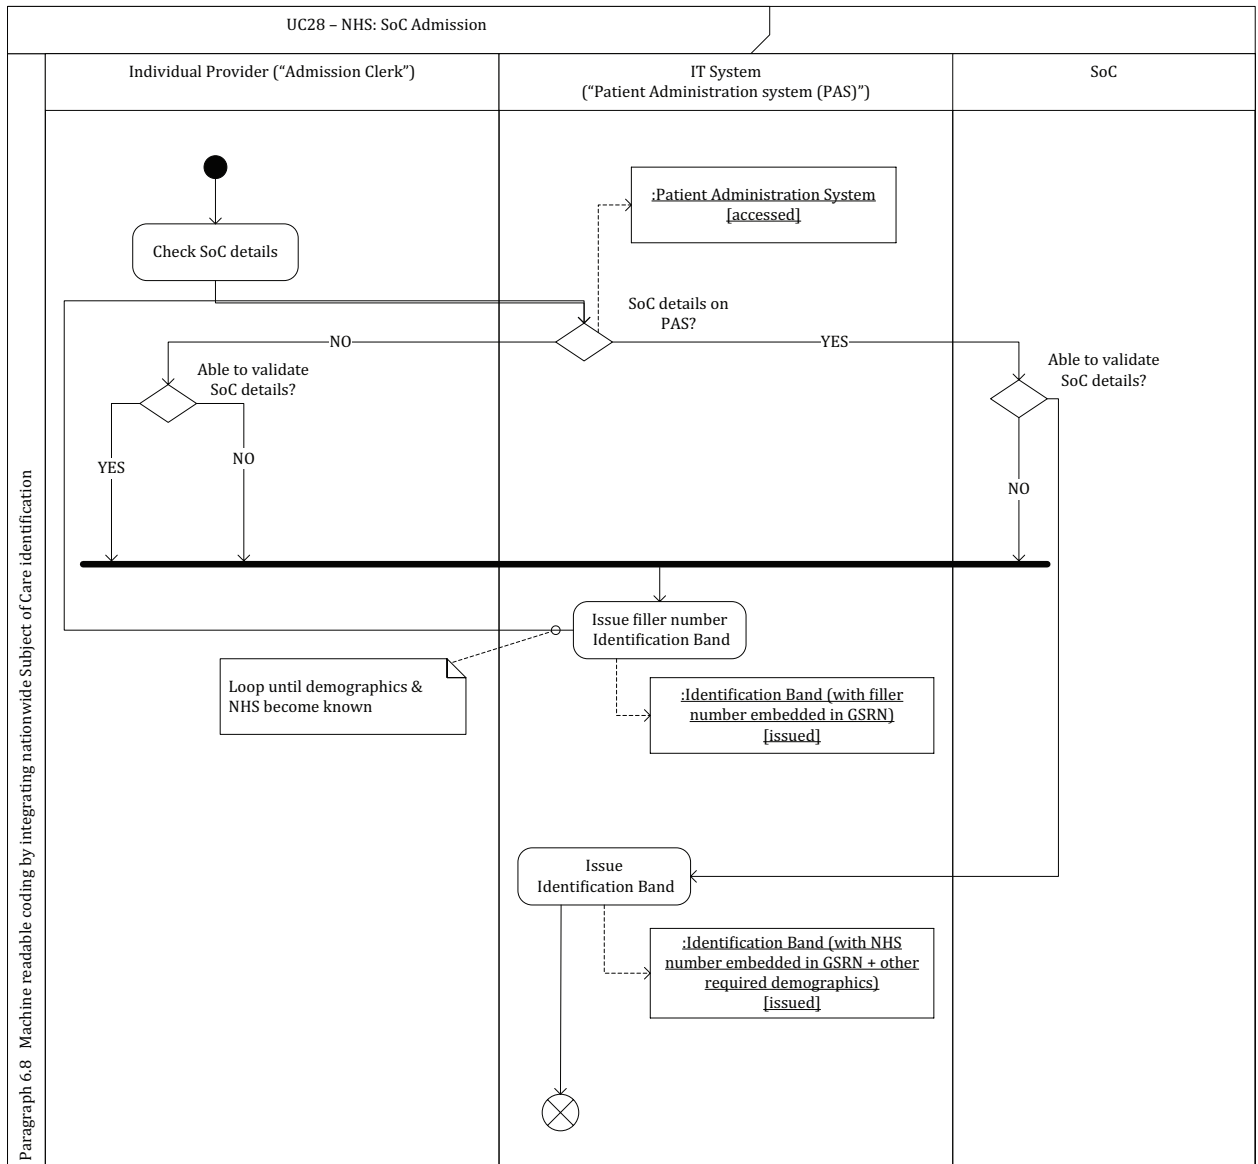 UC28 – NHS: SoC Admission
Paragraph 6.8 Machine readable coding by integrating nationwide Subject of Care identification
Individual Provider (“Admission Clerk”)
IT System
(“Patient Administration system (PAS)”)
SoC
:Patient Administration System
[accessed]
Check SoC details
SoC details on
PAS?
NO
YES
Able to validate
SoC details?
Able to validate
SoC details?
YES
NO
NO
Issue filler number
Identification Band
Loop until demographics &
NHS become known
:Identification Band (with filler
number embedded in GSRN)
[issued]
Issue
Identification Band
:Identification Band (with NHS
number embedded in GSRN + other
required demographics)
[issued]